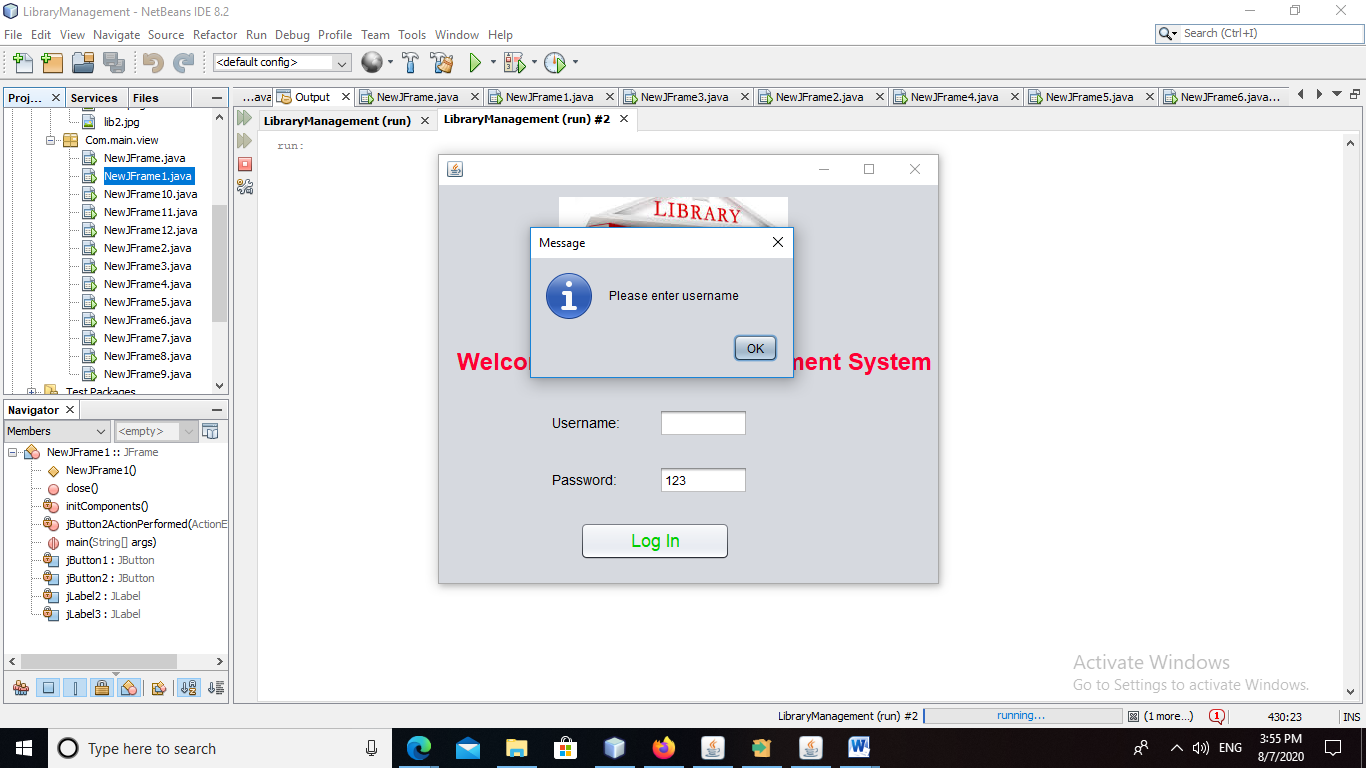 LibraryManagement - NetBeans IDE 8.2
File Edit View Navigate Source Refactor Run Debug Profile Team Tools Window Help
Search (Ctrl+I)
<default config>
Proj... Services Files
...ava Output NewJFrame.java NewJFrame1.java NewJFrame3.java NewJFrame2.java NewJFrame4.java NewJFrame5.java NewJFrame6.java...
LibraryManagement (run) LibraryManagement (run) #2
run:
lib2.jpg
Com.main.view
NewJFrame.java
NewJFrame1.java
NewJFrame10.java
NewJFrame11.java
NewJFrame12.java
NewJFrame2.java
NewJFrame3.java
NewJFrame4.java
NewJFrame5.java
NewJFrame6.java
NewJFrame7.java
NewJFrame8.java
NewJFrame9.java
Test Packages
Navigator
Members <empty>
NewJFrame1 :: JFrame
NewJFrame1()
close()
initComponents()
jButton2ActionPerformed(ActionE
main(String[] args)
jButton1 : JButton
jButton2 : JButton
jLabel2 : JLabel
jLabel3 : JLabel
LIBRARY
Message
Please enter username
OK
Welco ment System
Username:
Password: 123
Log In
Activate Windows
Go to Settings to activate Windows.
LibraryManagement (run) #2 running... (1 more...) 1 430:23 INS
Type here to search
ENG
3:55 PM
8/7/2020